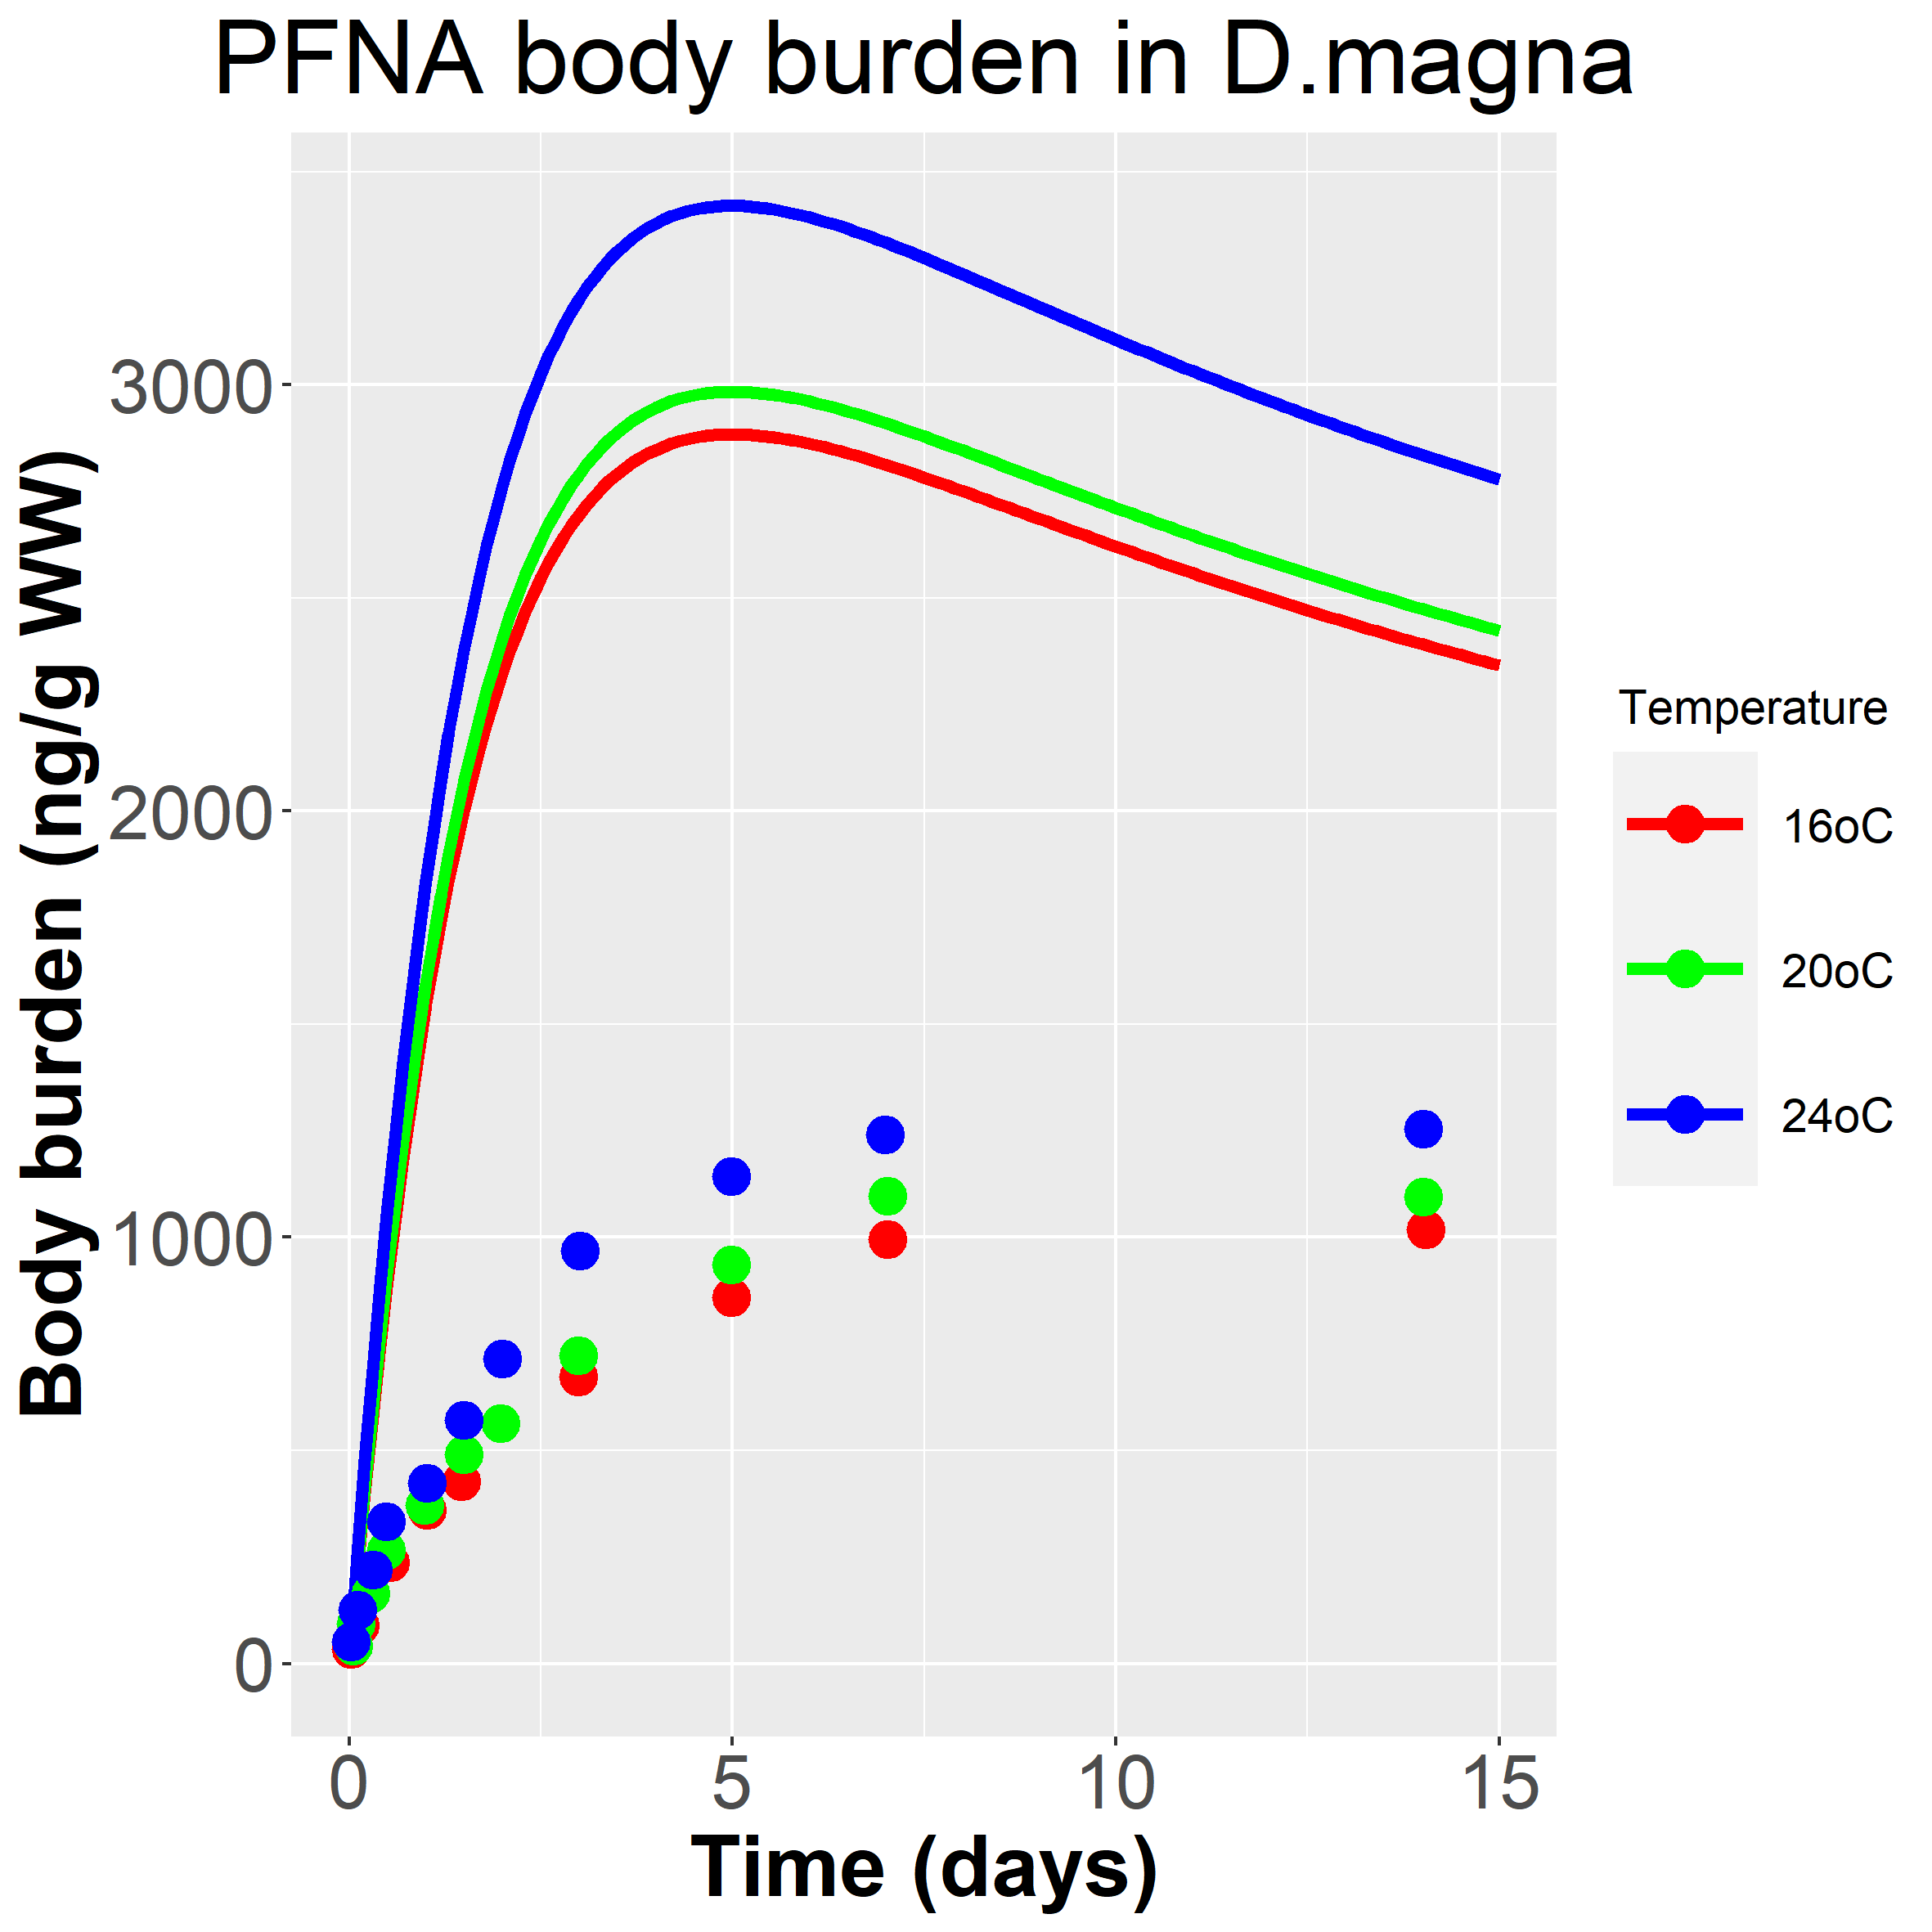 PFNA body burden in D.magna
Body burden (ng/g WW)
3000
2000
1000
0
0 5 10 15
Time (days)
Temperature
16oC
20oC
24oC